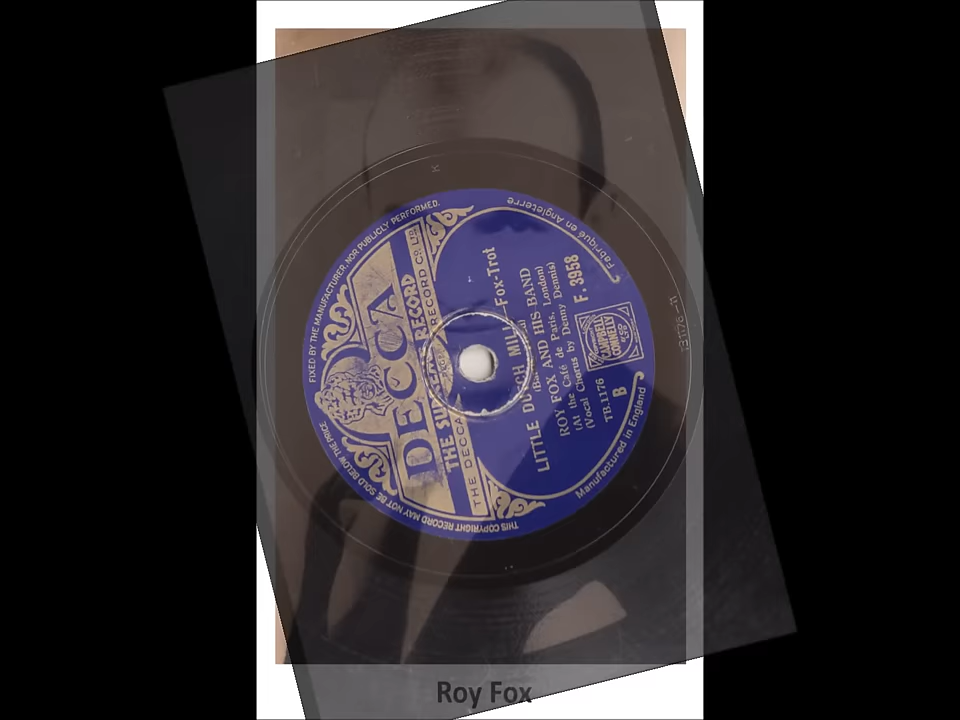 FIXED BY THE MANUFACTURER, NOR PUBLICLY PERFORMED.
THIS COPYRIGHT RECORD MAY NOT BE SOLD BELOW THE PRICE
DECCA
THE SUPREME RECORD
THE DECCA RECORD CO. LTD.
LITTLE DUTCH MILL—Fox-Trot
ROY FOX AND HIS BAND
(At the Café de Paris, London)
(Vocal Chorus by Denny Dennis)
F. 3958
CAMPBELL
CONNELLY
TB.1176
B
Fabriqué en Angleterre
Manufactured in England
K
Roy Fox